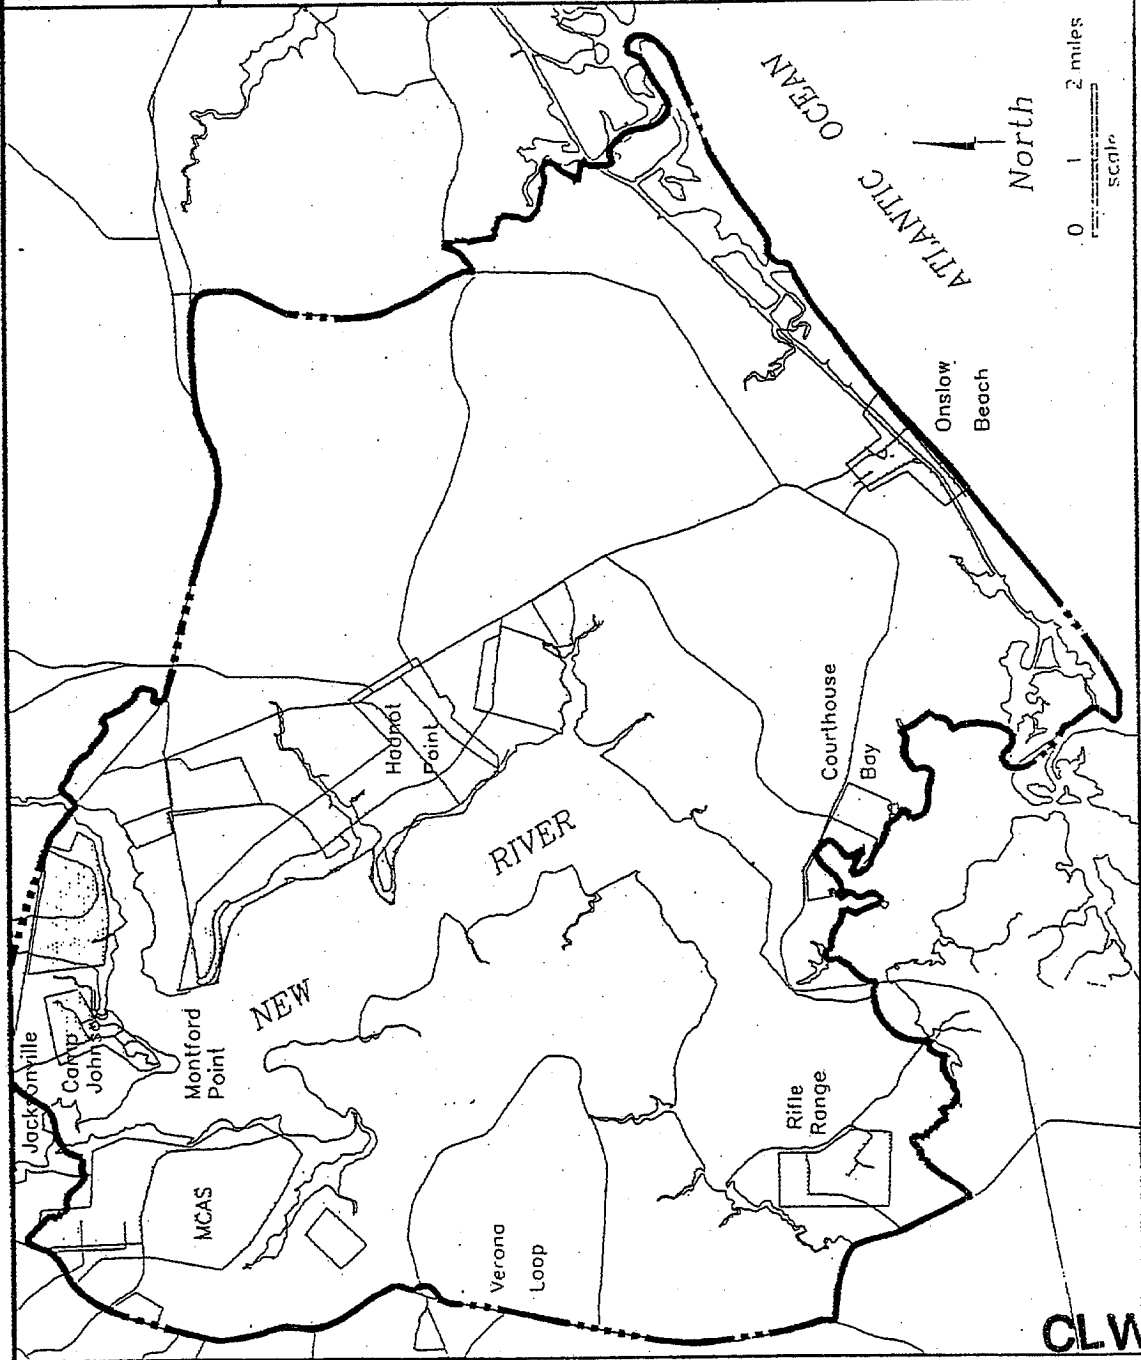 Jacksonville
Camp
Johnson
Montford
Point
MCAS
NEW
RIVER
Hadnot
Point
Verona
Loop
Rifle
Range
Courthouse
Bay
Onslow
Beach
ATLANTIC
OCEAN
North
0 1 2 miles
scale
CLW